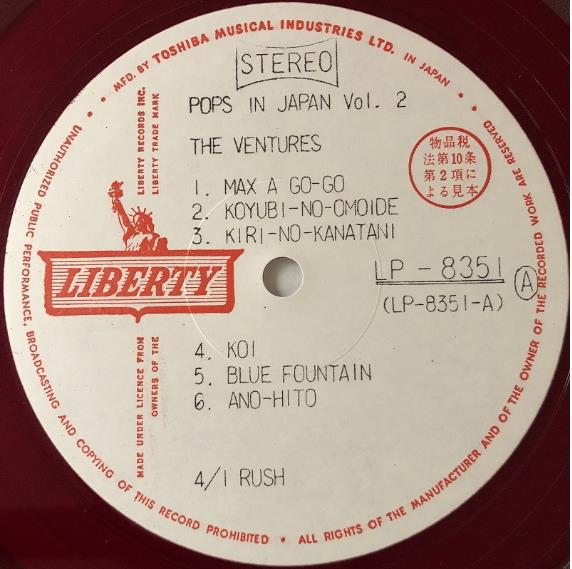 • MFD. BY TOSHIBA MUSICAL INDUSTRIES LTD. IN JAPAN •
STEREO
POPS IN JAPAN Vol. 2
THE VENTURES
1. MAX A GO-GO
2. KOYUBI-NO-OMOIDE
3. KIRI-NO-KANATANI
物品税
法第10条
第2項に
よる見本
LIBERTY RECORDS INC.
LIBERTY TRADE MARK
LIBERTY
LP-8351
A
(LP-8351-A)
4. KOI
5. BLUE FOUNTAIN
6. ANO-HITO
MADE UNDER LICENCE FROM
OWNERS OF THE
4/1 RUSH
• UNAUTHORIZED PUBLIC PERFORMANCE, BROADCASTING AND COPYING OF THIS RECORD PROHIBITED • ALL RIGHTS OF THE MANUFACTURER AND OF THE OWNER OF THE RECORDED WORK ARE RESERVED •